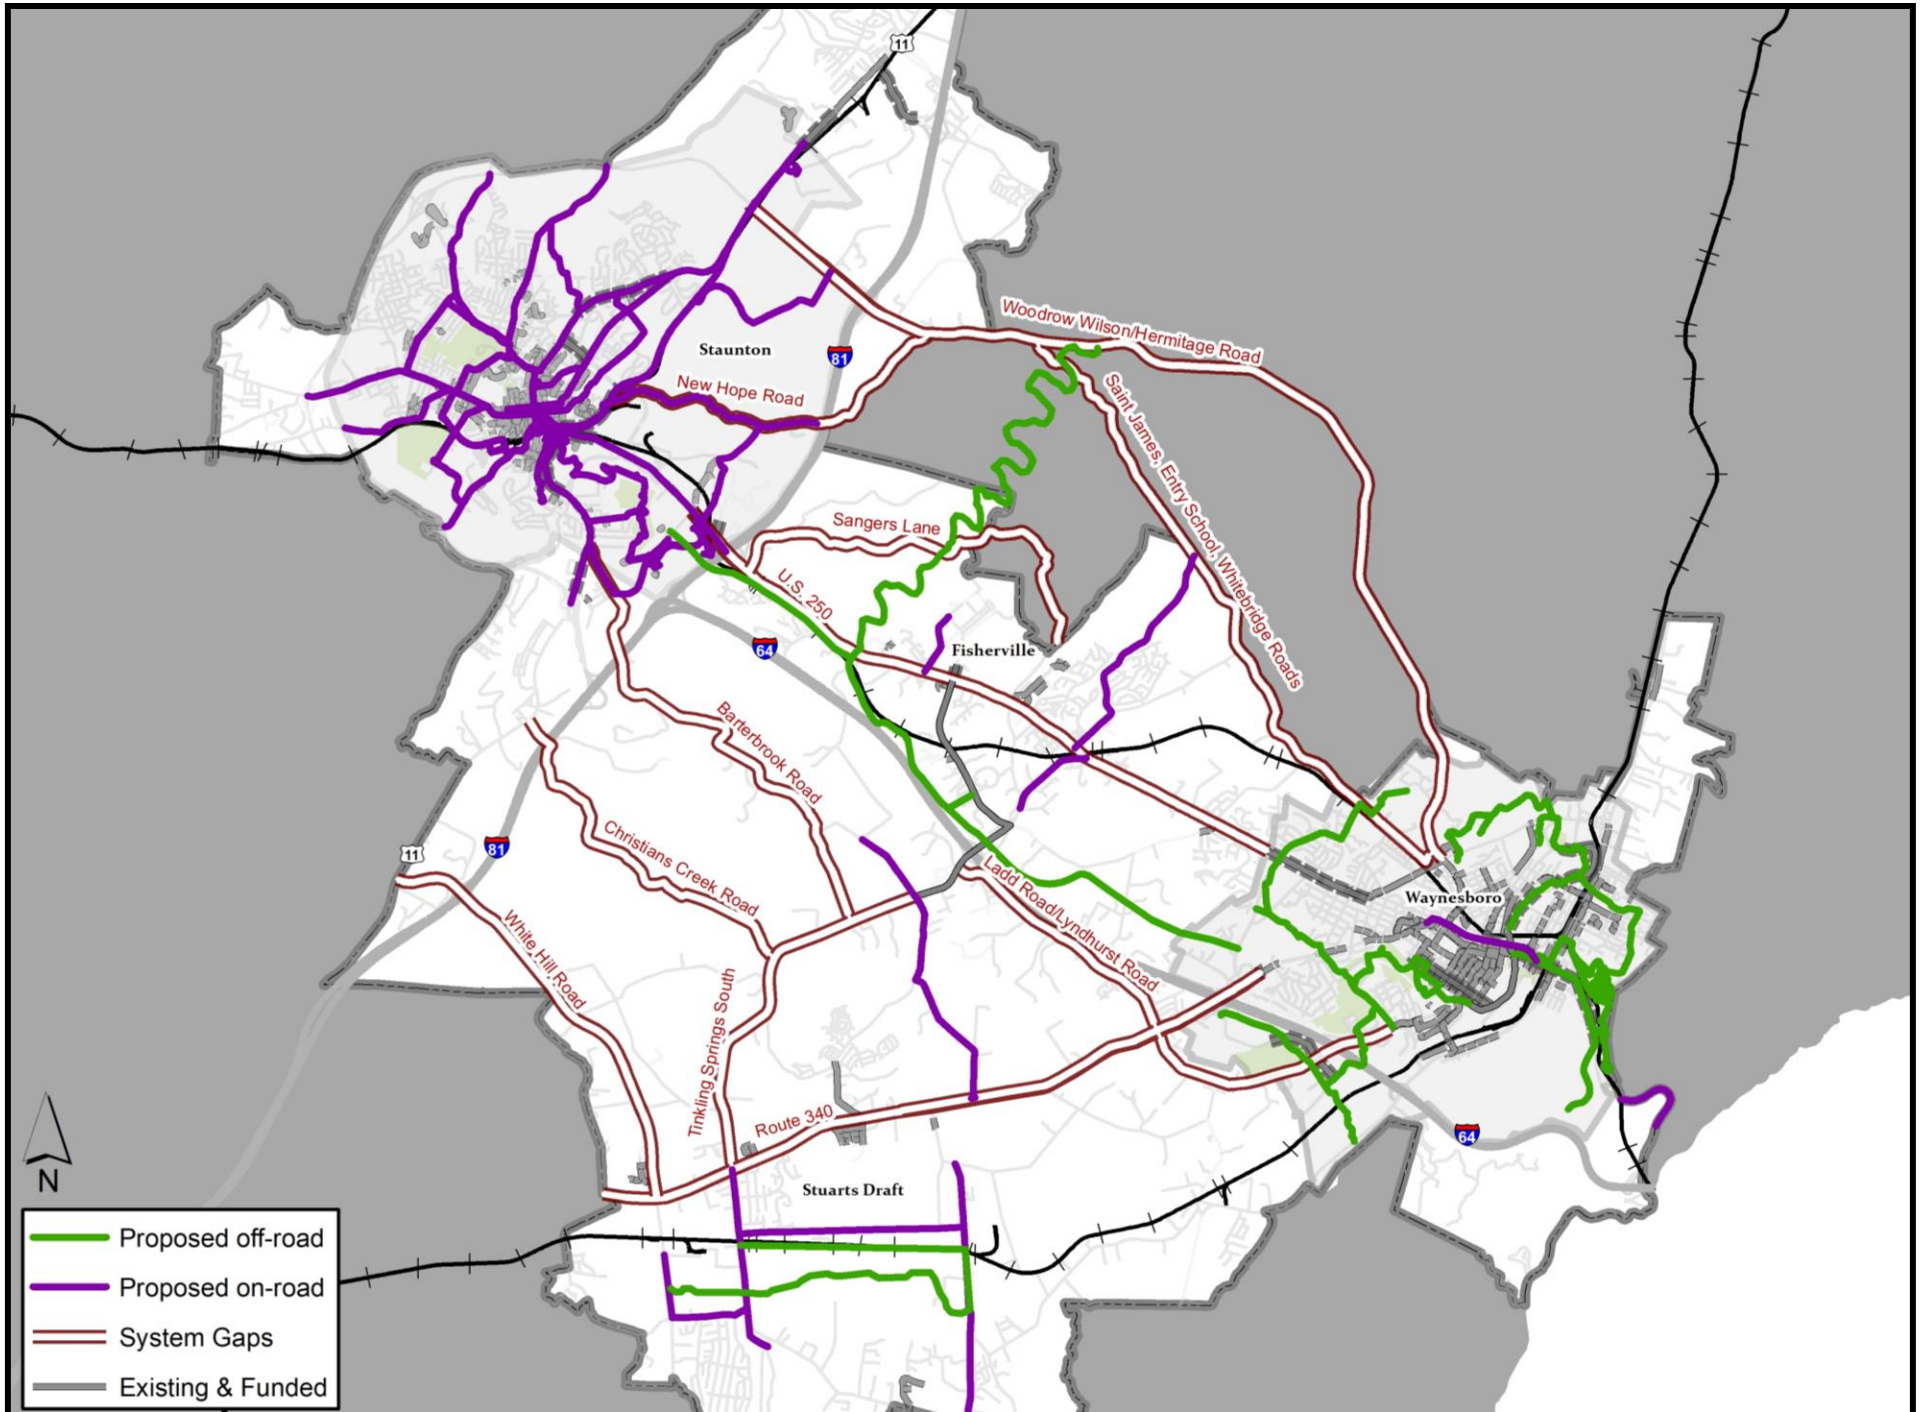 11
Woodrow Wilson/Hermitage Road
Staunton
81
New Hope Road
Saint James, Entry School, Whitebridge Roads
Sangers Lane
U.S. 250
64
Fisherville
Barterbrook Road
Christians Creek Road
11
81
Ladd Road/Lyndhurst Road
Waynesboro
White Hill Road
Tinkling Springs South
Route 340
64
Stuarts Draft
N
Proposed off-road
Proposed on-road
System Gaps
Existing & Funded